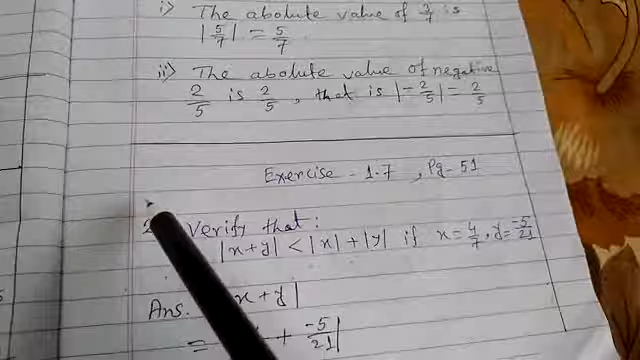 i) The absolute value of 5/7 is
|5/7| = 5/7
ii) The absolute value of negative
2/5 is 2/5, that is |-2/5| = 2/5
Exercise - 1.7, Pg- 51
Verify that:
|x+y| < |x| + |y| if x = 4/7, y = -5/21
Ans. x+y|
= + -5/21|